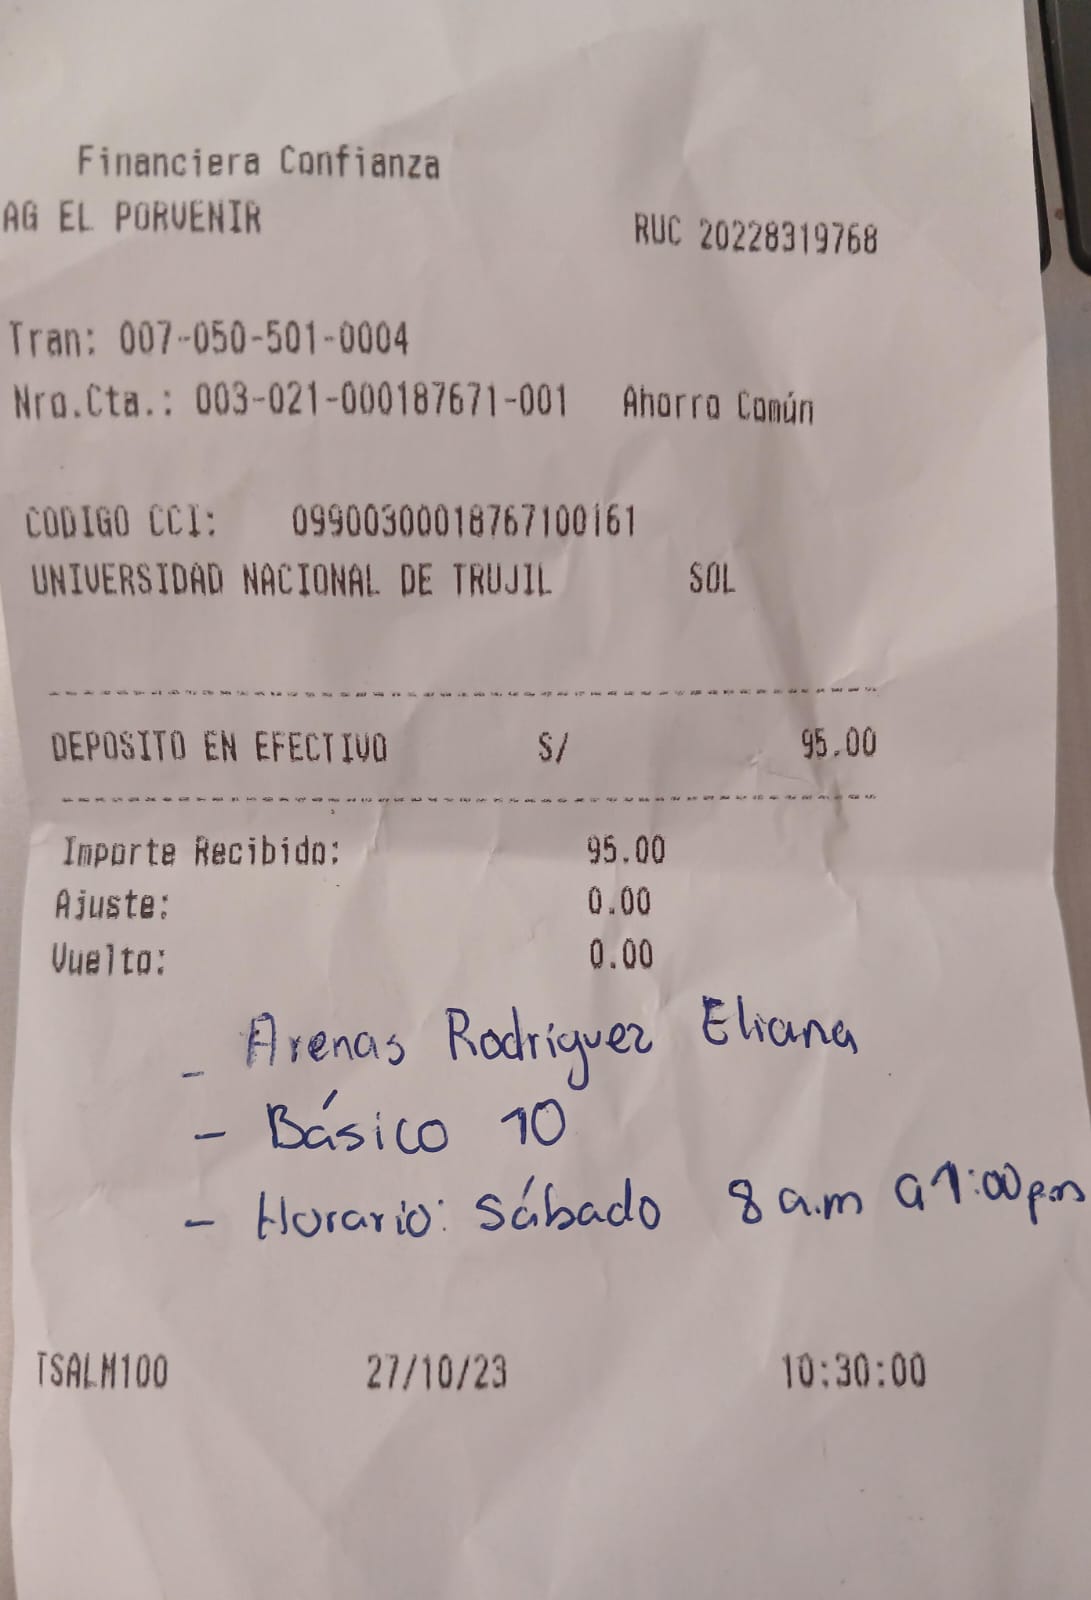 Financiera Confianza
AG EL PORVENIR RUC 20228319768
Tran: 007-050-501-0004
Nro.Cta.: 003-021-000187671-001 Ahorro Común
CODIGO CCI: 09900300018767100161
UNIVERSIDAD NACIONAL DE TRUJIL SOL
DEPOSITO EN EFECTIVO S/ 95.00
Importe Recibido: 95.00
Ajuste: 0.00
Vuelto: 0.00
- Arenas Rodríguez Eliana
- Básico 10
- Horario: Sábado 8 a.m a 1:00 p.m
TSALM100 27/10/23 10:30:00